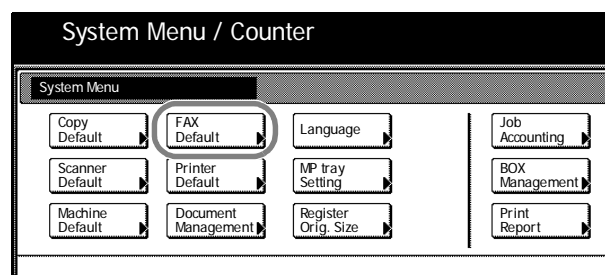 System Menu / Counter
System Menu
Copy
Default
FAX
Default
Language
Job
Accounting
Scanner
Default
Printer
Default
MP tray
Setting
BOX
Management
Machine
Default
Document
Management
Register
Orig. Size
Print
Report